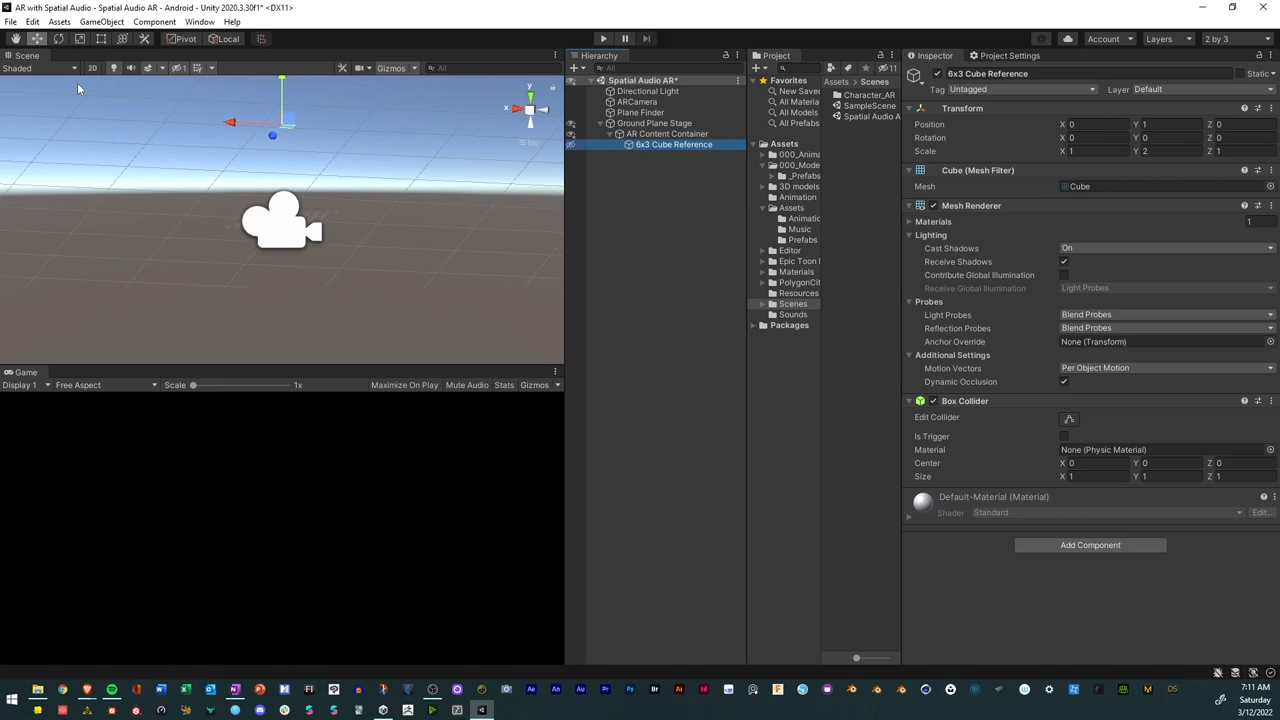 AR with Spatial Audio - Spatial Audio AR - Android - Unity 2020.3.30f1* <DX11>
File Edit Assets GameObject Component Window Help
Pivot Local Account Layers 2 by 3
Scene
Shaded 2D 1 Gizmos All
y
x
Iso
Game
Display 1 Free Aspect Scale 1x Maximize On Play Mute Audio Stats Gizmos
Hierarchy
All
Spatial Audio AR*
Directional Light
ARCamera
Plane Finder
Ground Plane Stage
AR Content Container
6x3 Cube Reference
Project
11
Favorites
New Saved
All Materia
All Models
All Prefabs
Assets
000_Anima
000_Mode
_Prefabs
3D models
Animation
Assets
Animatic
Music
Prefabs
Editor
Epic Toon
Materials
PolygonCit
Resources
Scenes
Sounds
Packages
Assets Scenes
Character_AR
SampleScene
Spatial Audio A
Inspector Project Settings
6x3 Cube Reference Static
Tag Untagged Layer Default
Transform
Position X 0 Y 1 Z 0
Rotation X 0 Y 0 Z 0
Scale X 1 Y 2 Z 1
Cube (Mesh Filter)
Mesh Cube
Mesh Renderer
Materials 1
Lighting
Cast Shadows On
Receive Shadows
Contribute Global Illumination
Receive Global Illumination Light Probes
Probes
Light Probes Blend Probes
Reflection Probes Blend Probes
Anchor Override None (Transform)
Additional Settings
Motion Vectors Per Object Motion
Dynamic Occlusion
Box Collider
Edit Collider
Is Trigger
Material None (Physic Material)
Center X 0 Y 0 Z 0
Size X 1 Y 1 Z 1
Default-Material (Material)
Shader Standard Edit...
Add Component
7:11 AM
Saturday
3/12/2022